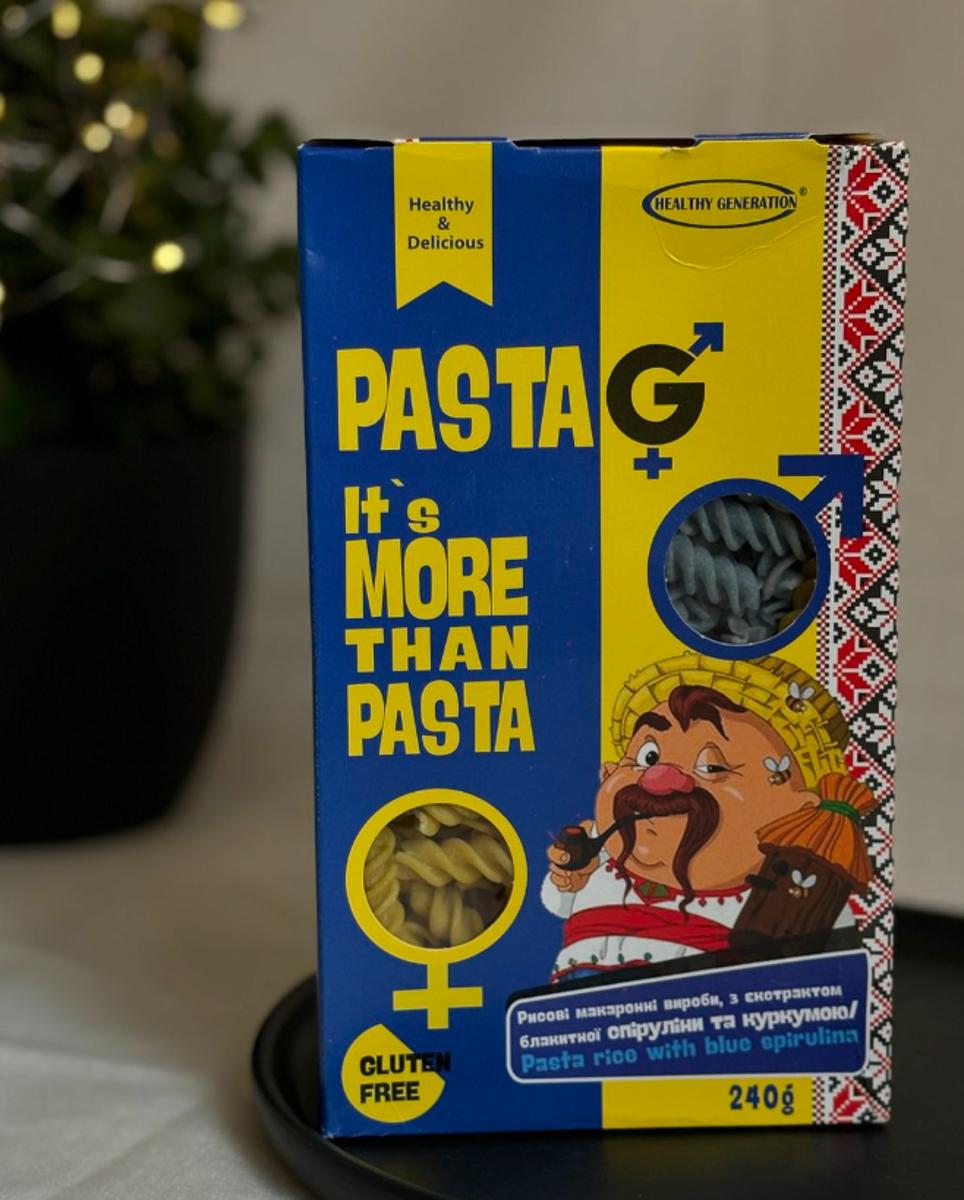 Healthy
&
Delicious
HEALTHY GENERATION®
PASTA G
It`s
MORE
THAN
PASTA
Рисові макаронні вироби, з екстрактом
блакитної спіруліни та куркумою/
Pasta rice with blue spirulina
GLUTEN
FREE
240g